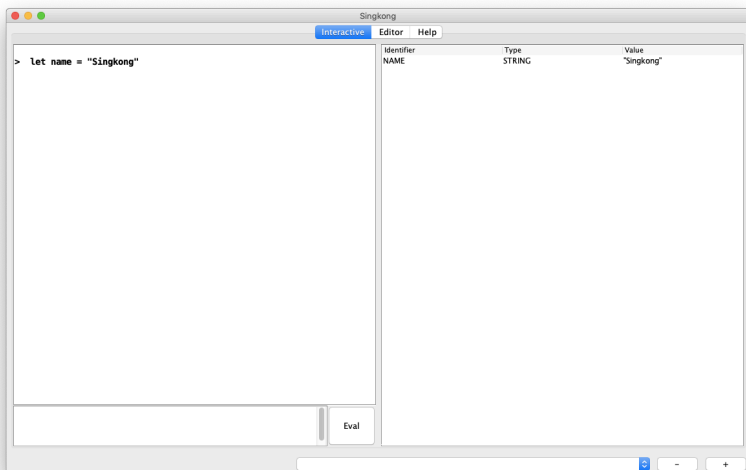 Singkong
Interactive Editor Help
> let name = "Singkong"
Identifier Type Value
NAME STRING "Singkong"
Eval
- +